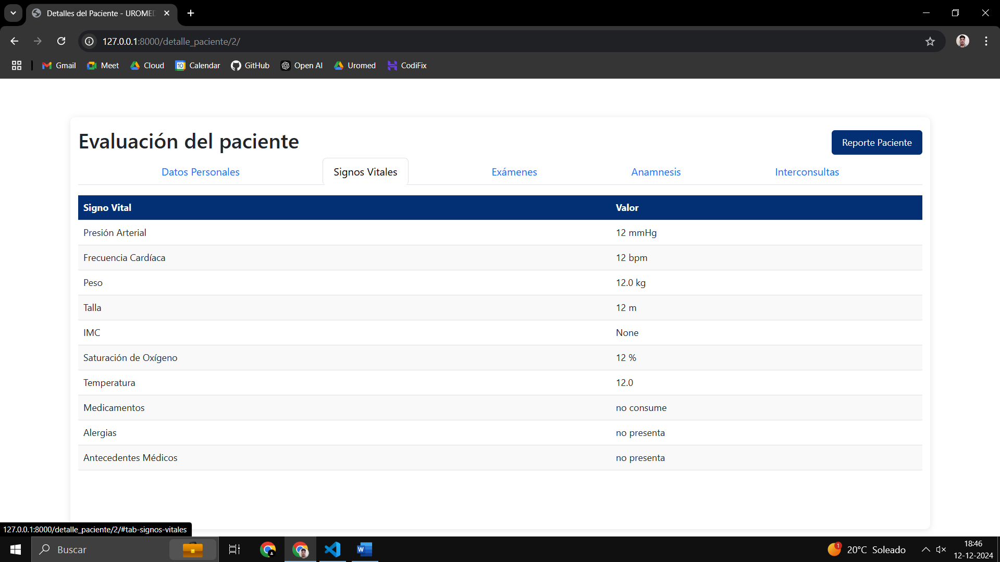 Detalles del Paciente - UROMED
127.0.0.1:8000/detalle_paciente/2/
Gmail Meet Cloud 10 Calendar GitHub Open AI Uromed CodiFix
Evaluación del paciente
Reporte Paciente
Datos Personales Signos Vitales Exámenes Anamnesis Interconsultas
Signo Vital Valor
Presión Arterial 12 mmHg
Frecuencia Cardíaca 12 bpm
Peso 12.0 kg
Talla 12 m
IMC None
Saturación de Oxígeno 12 %
Temperatura 12.0
Medicamentos no consume
Alergias no presenta
Antecedentes Médicos no presenta
127.0.0.1:8000/detalle_paciente/2/#tab-signos-vitales
Buscar
W
1
20°C Soleado
18:46
12-12-2024